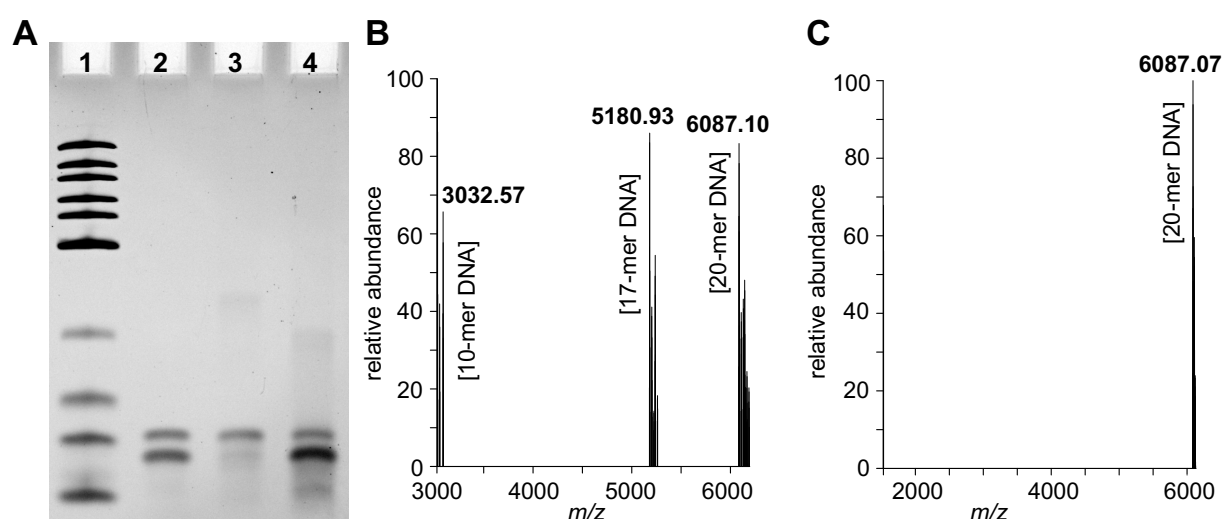 A
1 2 3 4
B
100
80
60
40
20
0
relative abundance
3032.57
[10-mer DNA]
5180.93
[17-mer DNA]
6087.10
[20-mer DNA]
3000 4000 5000 6000
m/z
C
100
80
60
40
20
0
relative abundance
6087.07
[20-mer DNA]
2000 4000 6000
m/z